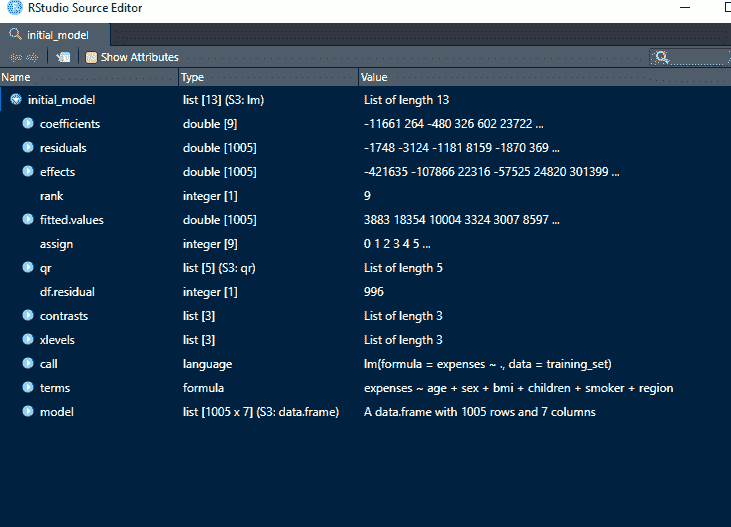 RStudio Source Editor
initial_model
Show Attributes
Name Type Value
initial_model list [13] (S3: lm) List of length 13
coefficients double [9] -11661 264 -480 326 602 23722 ...
residuals double [1005] -1748 -3124 -1181 8159 -1870 369 ...
effects double [1005] -421635 -107866 22316 -57525 24820 301399 ...
rank integer [1] 9
fitted.values double [1005] 3883 18354 10004 3324 3007 8597 ...
assign integer [9] 0 1 2 3 4 5 ...
qr list [5] (S3: qr) List of length 5
df.residual integer [1] 996
contrasts list [3] List of length 3
xlevels list [3] List of length 3
call language lm(formula = expenses ~ ., data = training_set)
terms formula expenses ~ age + sex + bmi + children + smoker + region
model list [1005 x 7] (S3: data.frame) A data.frame with 1005 rows and 7 columns